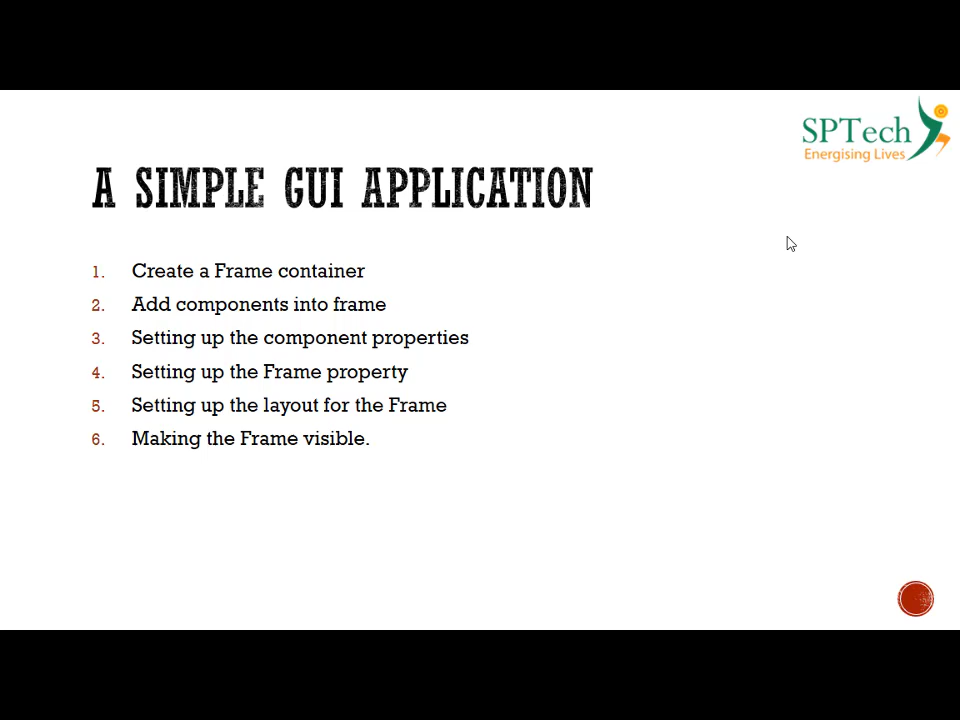 SPTech
Energising Lives
A SIMPLE GUI APPLICATION
1. Create a Frame container
2. Add components into frame
3. Setting up the component properties
4. Setting up the Frame property
5. Setting up the layout for the Frame
6. Making the Frame visible.